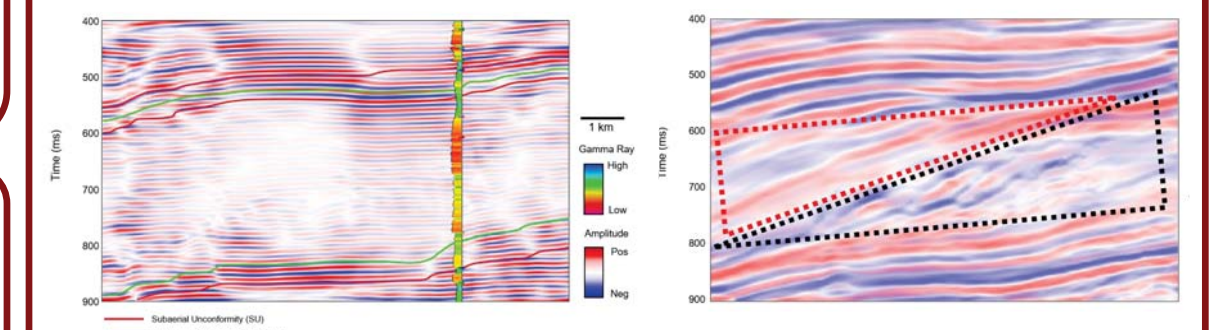 400
500
600
700
800
900
Time (ms)
1 km
Gamma Ray
High
Low
Amplitude
Pos
Neg
Subaerial Unconformity (SU)
400
500
600
700
800
900
Time (ms)